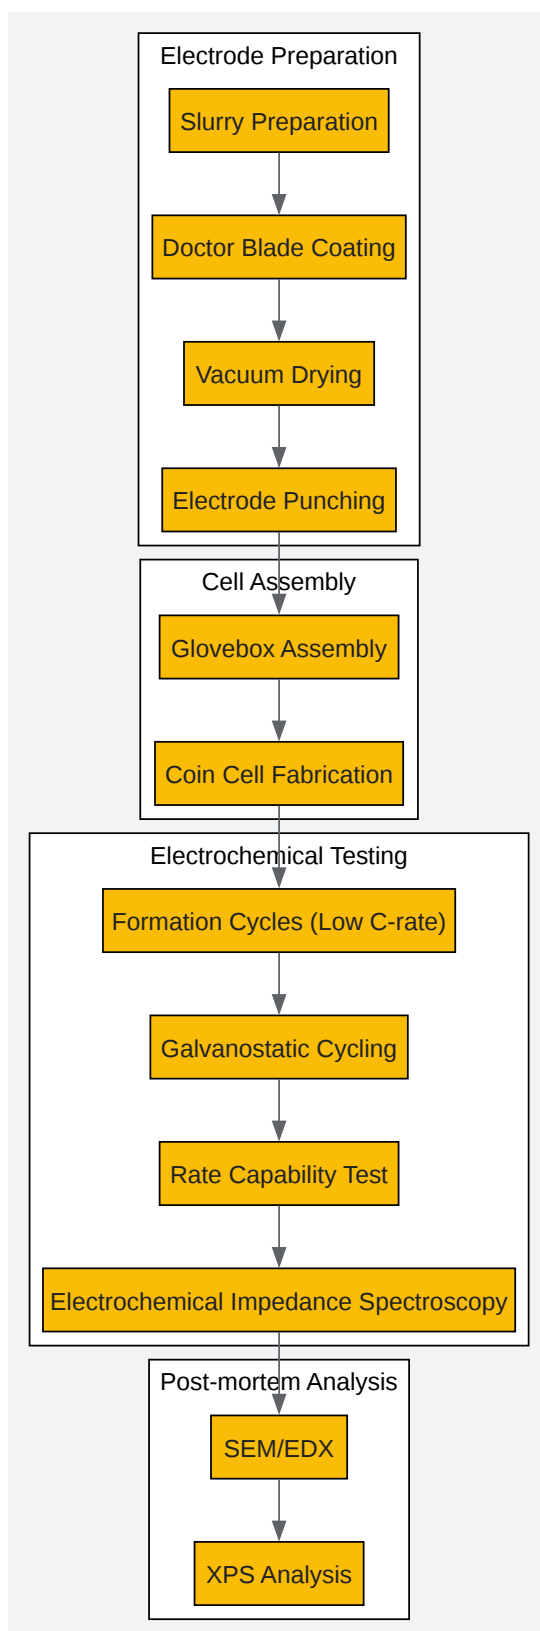 Electrode Preparation
Slurry Preparation
Doctor Blade Coating
Vacuum Drying
Electrode Punching
Cell Assembly
Glovebox Assembly
Coin Cell Fabrication
Electrochemical Testing
Formation Cycles (Low C-rate)
Galvanostatic Cycling
Rate Capability Test
Electrochemical Impedance Spectroscopy
Post-mortem Analysis
SEM/EDX
XPS Analysis